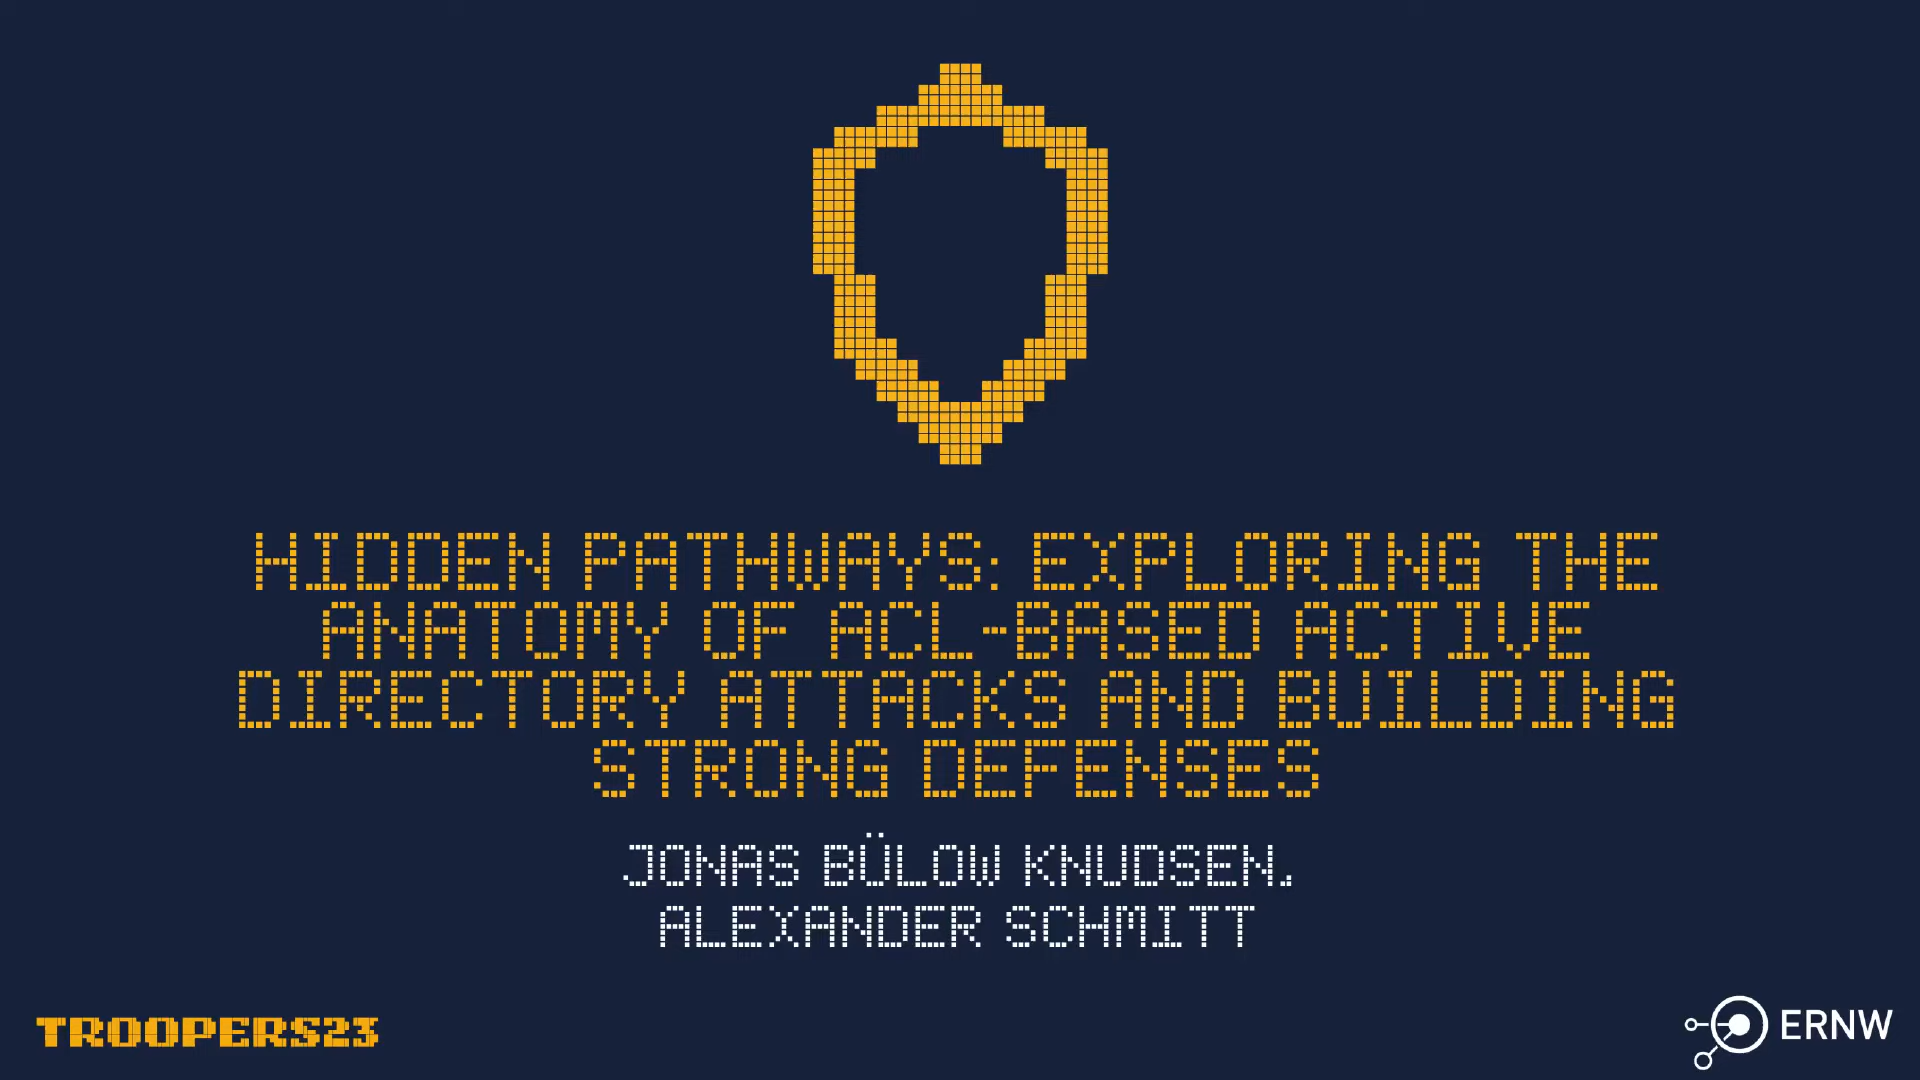 HIDDEN PATHWAYS: EXPLORING THE
ANATOMY OF ACL-BASED ACTIVE
DIRECTORY ATTACKS AND BUILDING
STRONG DEFENSES
JONAS BÜLOW KNUDSEN,
ALEXANDER SCHMITT
TROOPERS23
ERNW